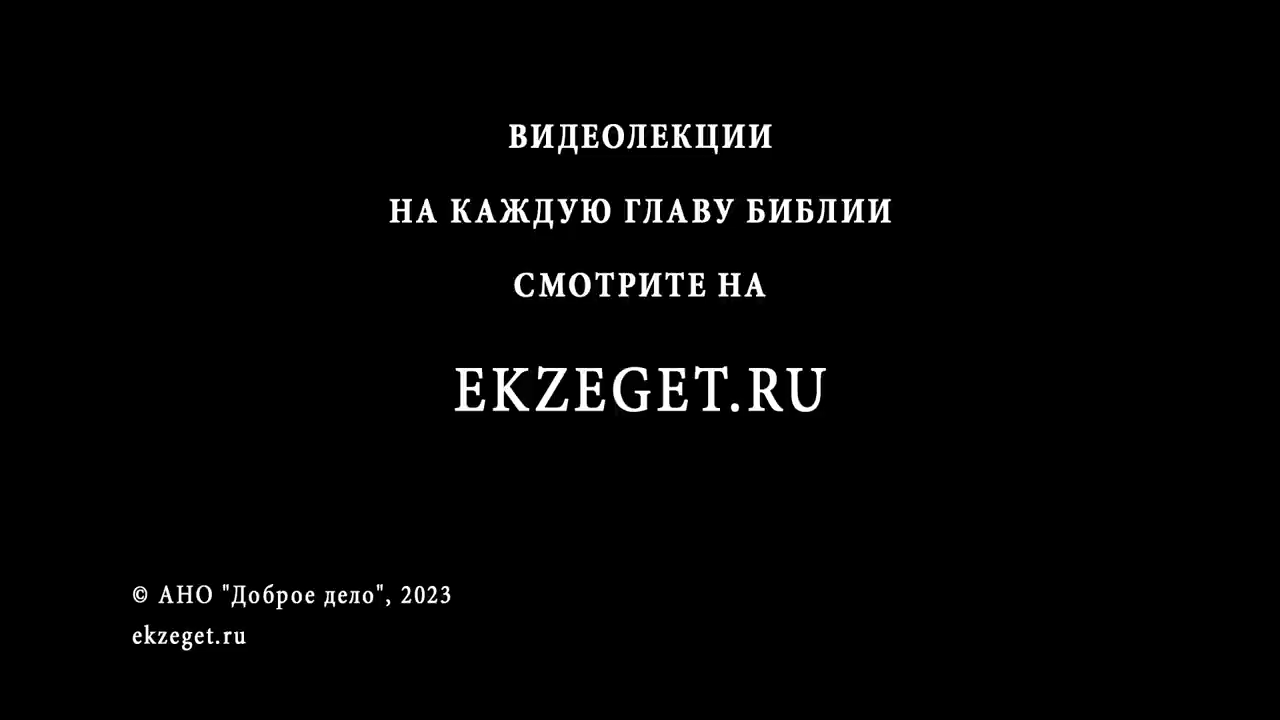 ВИДЕОЛЕКЦИИ
НА КАЖДУЮ ГЛАВУ БИБЛИИ
СМОТРИТЕ НА
EKZEGET.RU
© АНО "Доброе дело", 2023
ekzeget.ru